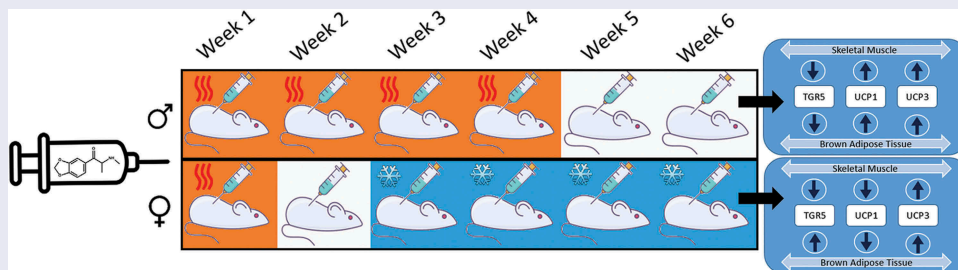 Week 1
Week 2
Week 3
Week 4
Week 5
Week 6
Skeletal Muscle
TGR5 UCP1 UCP3
Brown Adipose Tissue
♂
O
HN
O
O
♀
Skeletal Muscle
TGR5 UCP1 UCP3
Brown Adipose Tissue